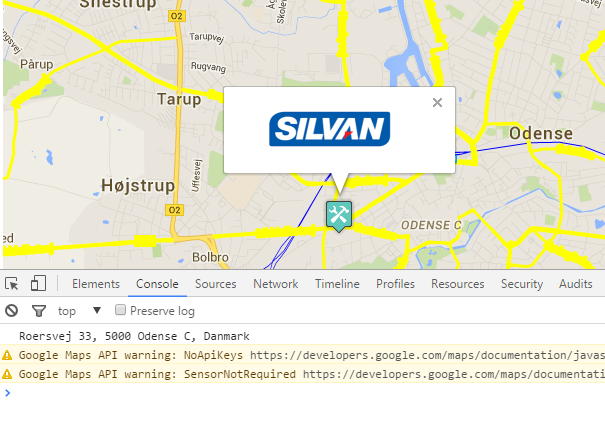 Snestrup
O2
Tarupvej
Pårup
Rugvang
Tarup
SILVAN
Odense
Højstrup
Uffesvej
O2
ODENSE C
ed
Bolbro
Elements Console Sources Network Timeline Profiles Resources Security Audits
top Preserve log
Roersvej 33, 5000 Odense C, Danmark
Google Maps API warning: NoApiKeys https://developers.google.com/maps/documentation/javas
Google Maps API warning: SensorNotRequired https://developers.google.com/maps/documentati